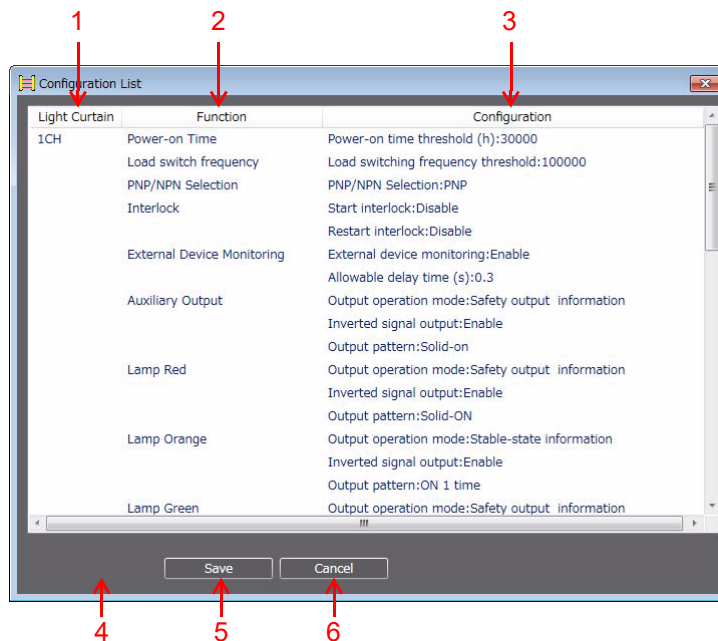 1 2 3
Configuration List
Light Curtain Function Configuration
1CH Power-on Time Power-on time threshold (h):30000
Load switch frequency Load switching frequency threshold:100000
PNP/NPN Selection PNP/NPN Selection:PNP
Interlock Start interlock:Disable
Restart interlock:Disable
External Device Monitoring External device monitoring:Enable
Allowable delay time (s):0.3
Auxiliary Output Output operation mode:Safety output information
Inverted signal output:Enable
Output pattern:Solid-on
Lamp Red Output operation mode:Safety output information
Inverted signal output:Enable
Output pattern:Solid-ON
Lamp Orange Output operation mode:Stable-state information
Inverted signal output:Enable
Output pattern:ON 1 time
Lamp Green Output operation mode:Safety output information
Save Cancel
4 5 6